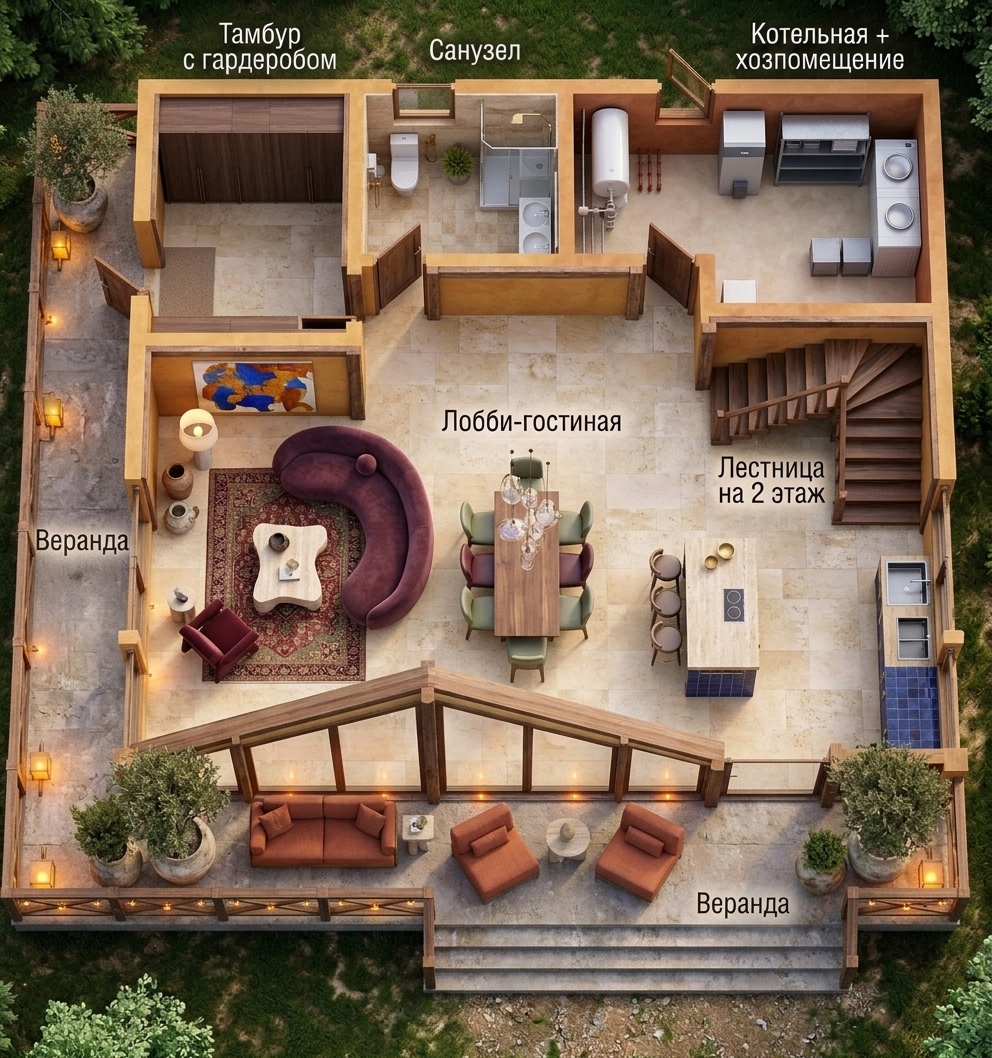 Тамбур
с гардеробом
Санузел
Котельная +
хозпомещение
Лобби-гостиная
Лестница
на 2 этаж
Веранда
Веранда